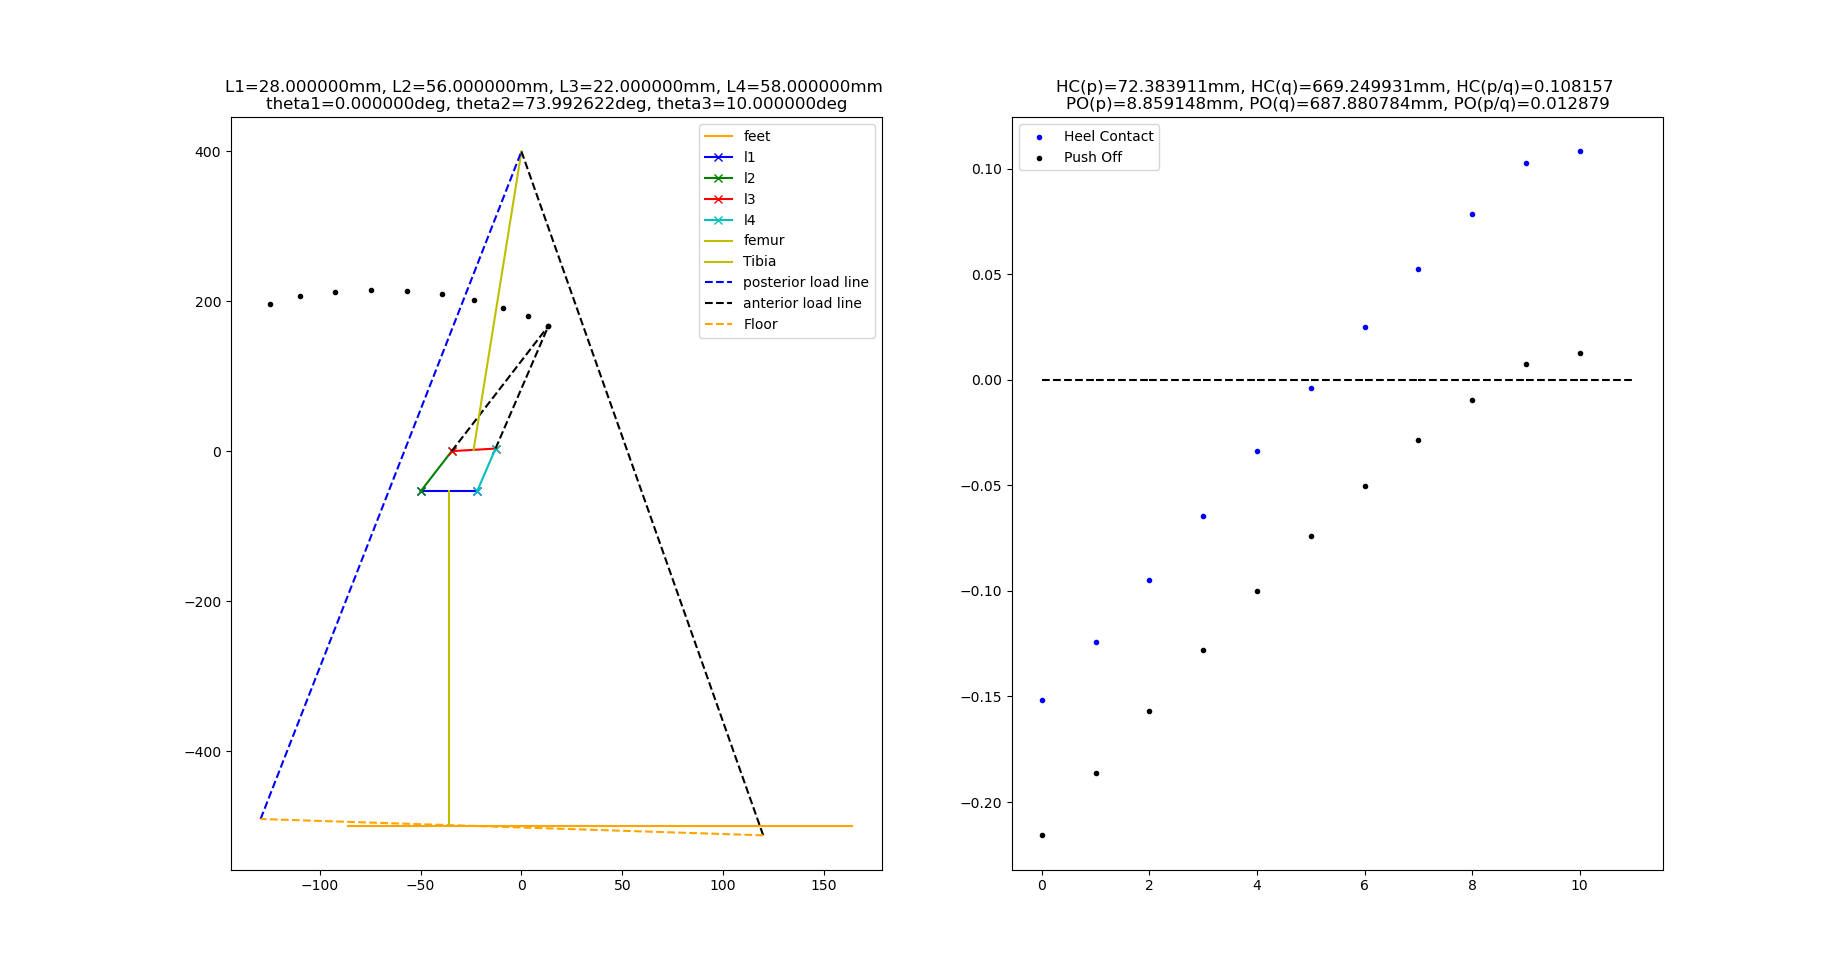 L1=28.000000mm, L2=56.000000mm, L3=22.000000mm, L4=58.000000mm
theta1=0.000000deg, theta2=73.992622deg, theta3=10.000000deg
feet
l1
l2
l3
l4
femur
Tibia
posterior load line
anterior load line
Floor
400
200
0
−200
−400
−100
−50
0
50
100
150
HC(p)=72.383911mm, HC(q)=669.249931mm, HC(p/q)=0.108157
PO(p)=8.859148mm, PO(q)=687.880784mm, PO(p/q)=0.012879
Heel Contact
Push Off
0.10
0.05
0.00
−0.05
−0.10
−0.15
−0.20
0
2
4
6
8
10